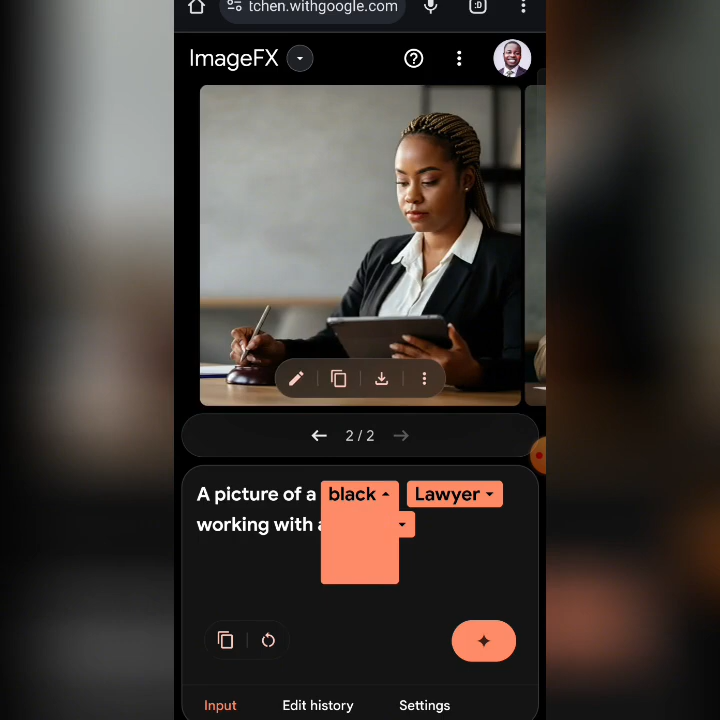 tchen.withgoogle.com
:D
ImageFX
2 / 2
A picture of a black Lawyer
working with
Input Edit history Settings